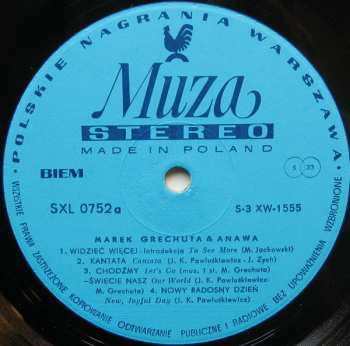 • POLSKIE NAGRANIA WARSZAWA •
Muza
STEREO
MADE IN POLAND
BIEM
33
SXL 0752a
S-3 XW-1555
MAREK GRECHUTA & ANAWA
1. WIDZIEĆ WIĘCEJ -Introdukcja To See More (M. Jackowski)
2. KANTATA Cantata (J. K. Pawluśkiewicz - J. Zych)
3. CHODŹMY Let's Go (muz. i sł. M. Grechuta)
—ŚWIECIE NASZ Our World (J. K. Pawluśkiewicz-
M. Grechuta) 4. NOWY RADOSNY DZIEŃ
New, Joyful Day (J. K. Pawluśkiewicz)
WSZELKIE PRAWA ZASTRZEŻONE KOPIOWANIE ODTWARZANIE - PUBLICZNE I RADIOWE BEZ UPOWAŻNIENIA WZBRONIONE •